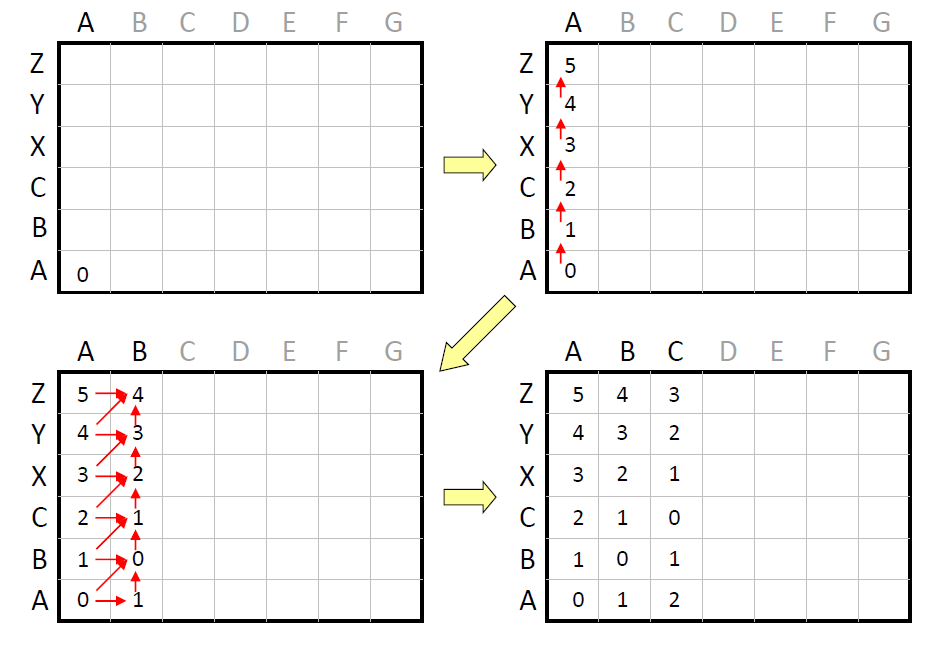 A B C D E F G
Z
Y
X
C
B
A 0
A B C D E F G
Z 5
Y 4
X 3
C 2
B 1
A 0
A B C D E F G
Z 5 4
Y 4 3
X 3 2
C 2 1
B 1 0
A 0 1
A B C D E F G
Z 5 4 3
Y 4 3 2
X 3 2 1
C 2 1 0
B 1 0 1
A 0 1 2